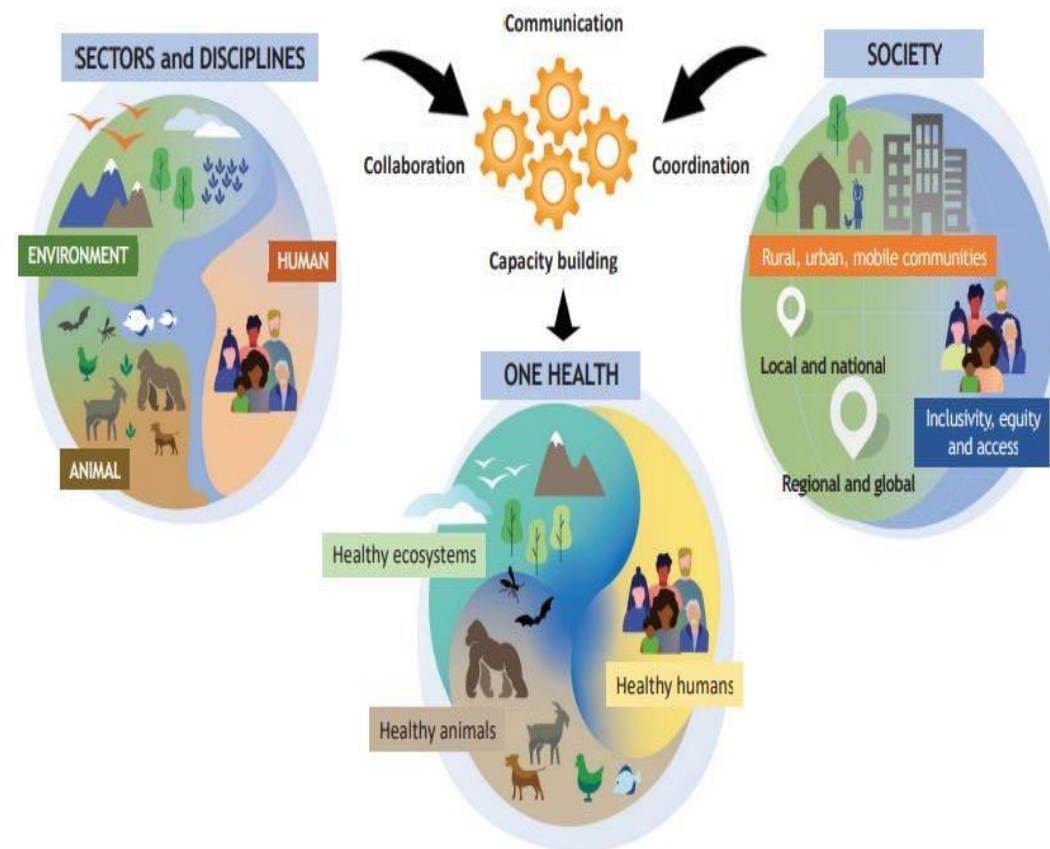 Communication
SECTORS and DISCIPLINES
SOCIETY
Collaboration
Coordination
ENVIRONMENT
HUMAN
Rural, urban, mobile communities
Capacity building
Local and national
ONE HEALTH
Inclusivity, equity
and access
ANIMAL
Regional and global
Healthy ecosystems
Healthy humans
Healthy animals